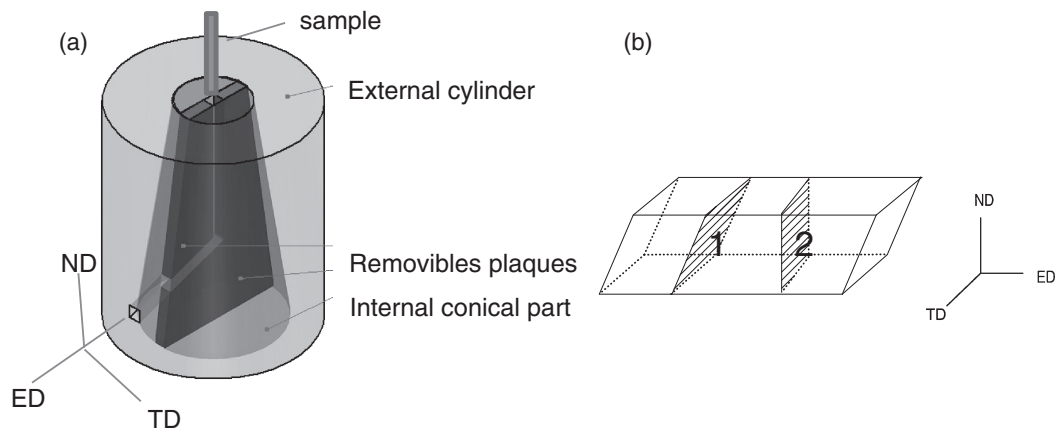 (a)
sample
External cylinder
Removibles plaques
Internal conical part
ND
ED
TD
(b)
1
2
ND
ED
TD